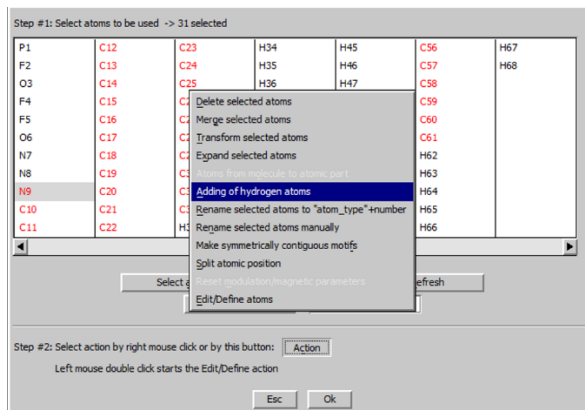 Step #1: Select atoms to be used -> 31 selected
P1 C12 C23 H34 H45 C56 H67
F2 C13 C24 H35 H46 C57 H68
O3 C14 C25 H36 H47 C58
F4 C15 C59
F5 C16 C60
O6 C17 C61
N7 C18 H62
N8 C19 H63
N9 C20 H64
C10 C21 H65
C11 C22 H66
Delete selected atoms
Merge selected atoms
Transform selected atoms
Expand selected atoms
Atoms from molecule to atomic part
Adding of hydrogen atoms
Rename selected atoms to "atom_type"+number
Rename selected atoms manually
Make symmetrically contiguous motifs
Split atomic position
Reset modulation/magnetic parameters
Edit/Define atoms
Select
efresh
Step #2: Select action by right mouse click or by this button: Action
Left mouse double click starts the Edit/Define action
Esc Ok